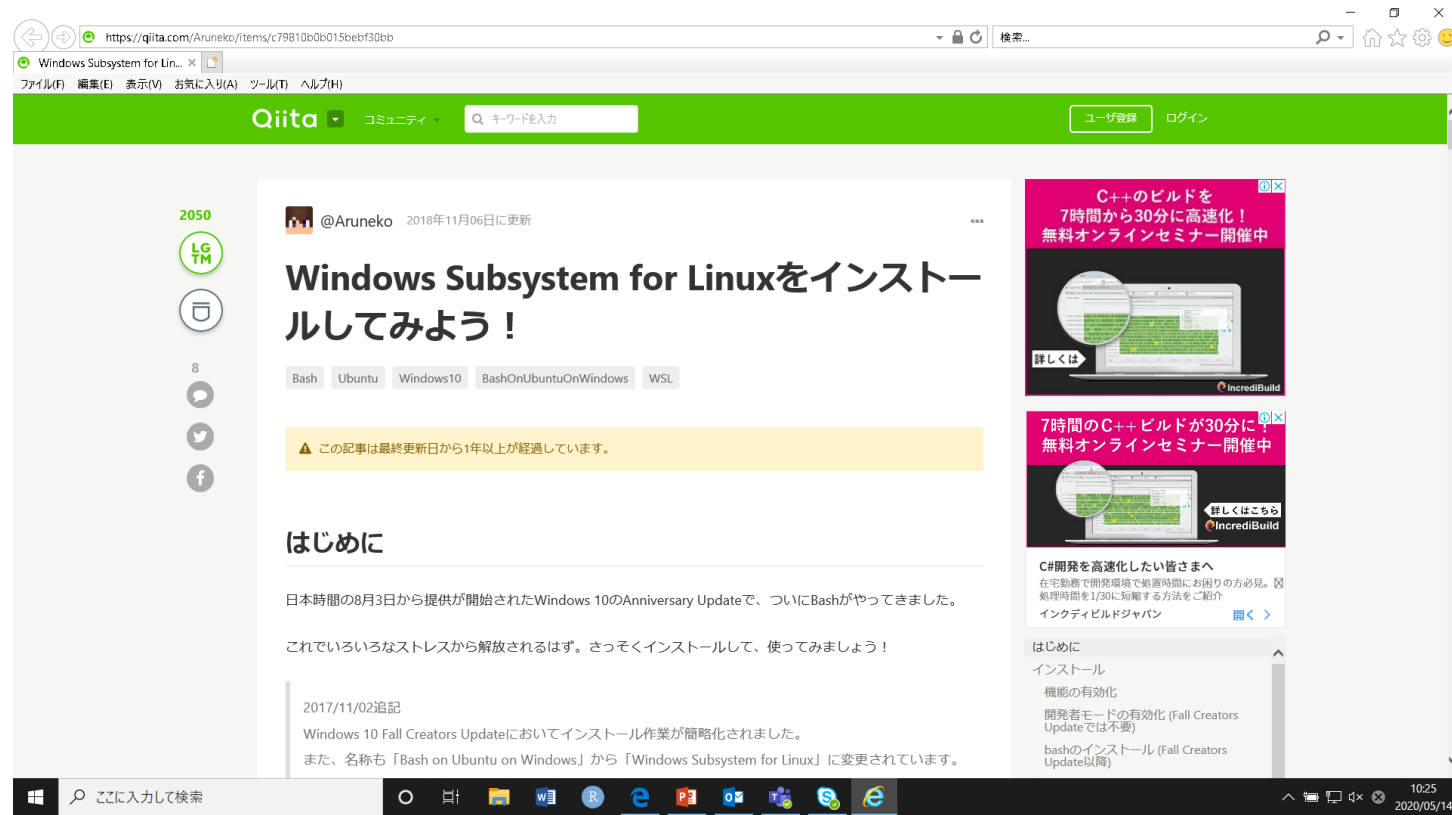 https://qiita.com/Aruneko/items/c79810b0b015bebf30bb
検索...
Windows Subsystem for Lin...
ファイル(F) 編集(E) 表示(V) お気に入り(A) ツール(T) ヘルプ(H)
Qiita コミュニティ キーワードを入力 ユーザ登録 ログイン
2050
LG
TM
8
@Aruneko 2018年11月06日に更新
Windows Subsystem for Linuxをインストー
ルしてみよう！
Bash Ubuntu Windows10 BashOnUbuntuOnWindows WSL
この記事は最終更新日から1年以上が経過しています。
はじめに
日本時間の8月3日から提供が開始されたWindows 10のAnniversary Updateで、ついにBashがやってきました。
これでいろいろなストレスから解放されるはず。さっそくインストールして、使ってみましょう！
2017/11/02追記
Windows 10 Fall Creators Updateにおいてインストール作業が簡略化されました。
また、名称も「Bash on Ubuntu on Windows」から「Windows Subsystem for Linux」に変更されています。
C++のビルドを
7時間から30分に高速化！
無料オンラインセミナー開催中
詳しくは
IncrediBuild
7時間のC++ビルドが30分に！
無料オンラインセミナー開催中
詳しくはこちら
IncrediBuild
C#開発を高速化したい皆さまへ
在宅勤務で開発環境で処置時間にお困りの方必見。
処理時間を1/30に短縮する方法をご紹介
インクディビルドジャパン 開く
はじめに
インストール
機能の有効化
開発者モードの有効化 (Fall Creators
Updateでは不要)
bashのインストール (Fall Creators
Update以降)
ここに入力して検索
10:25
2020/05/14